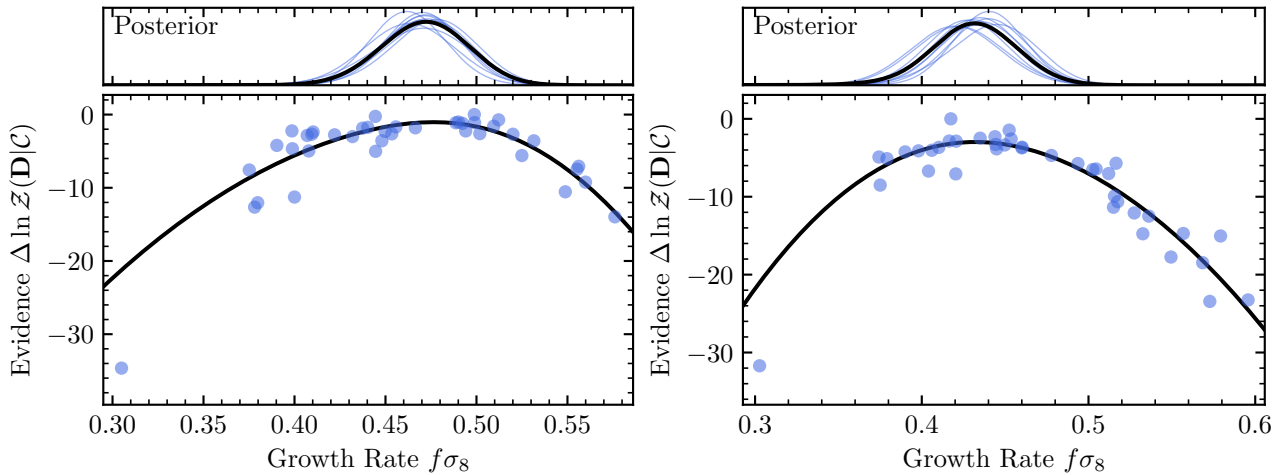 Posterior
Evidence Δ ln 𝒵(𝐃|𝒞)
0
−10
−20
−30
0.30 0.35 0.40 0.45 0.50 0.55
Growth Rate fσ₈
Posterior
Evidence Δ ln 𝒵(𝐃|𝒞)
0
−10
−20
−30
0.3 0.4 0.5 0.6
Growth Rate fσ₈